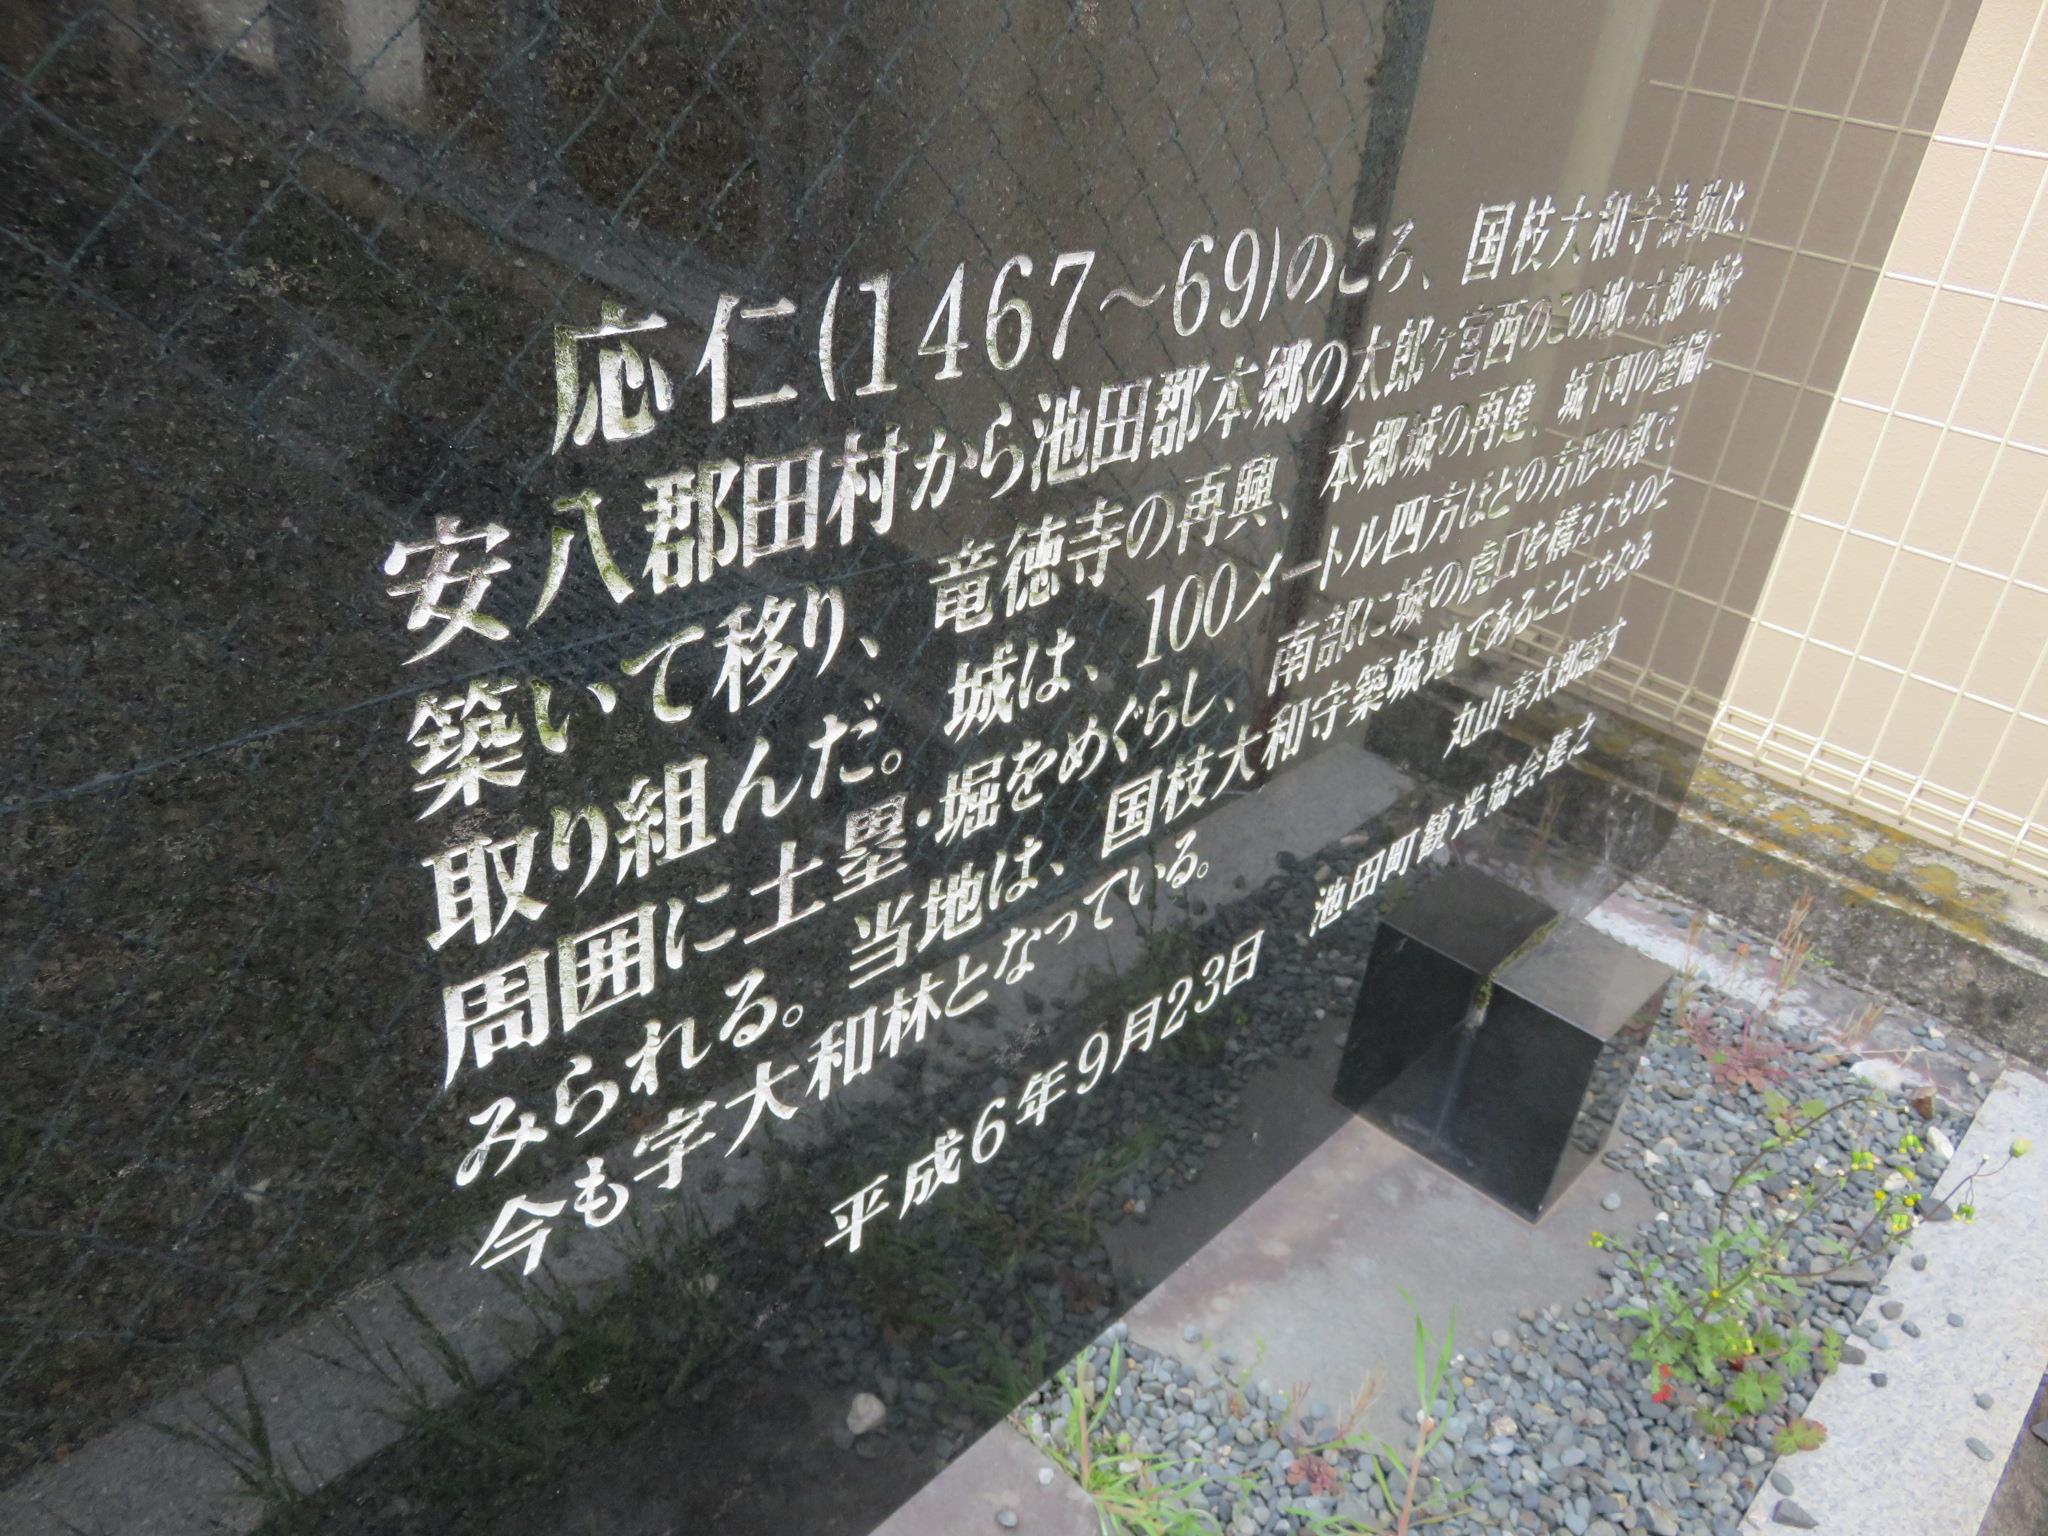 応仁(1467～69)のころ、国枝大和守為助は、
安八郡田村から池田郡本郷の太郎ヶ宮西のこの地に太郎ヶ城を
築いて移り、竜徳寺の再興、本郷城の再建、城下町の整備に
取り組んだ。城は、100メートル四方ほどの方形の郭で、
周囲に土塁・堀をめぐらし、南部に城の虎口を構えたものと
みられる。当地は、国枝大和守築城地であることにちなみ
今も字大和林となっている。
丸山幸太郎誌す
平成6年9月23日 池田町観光協会建之